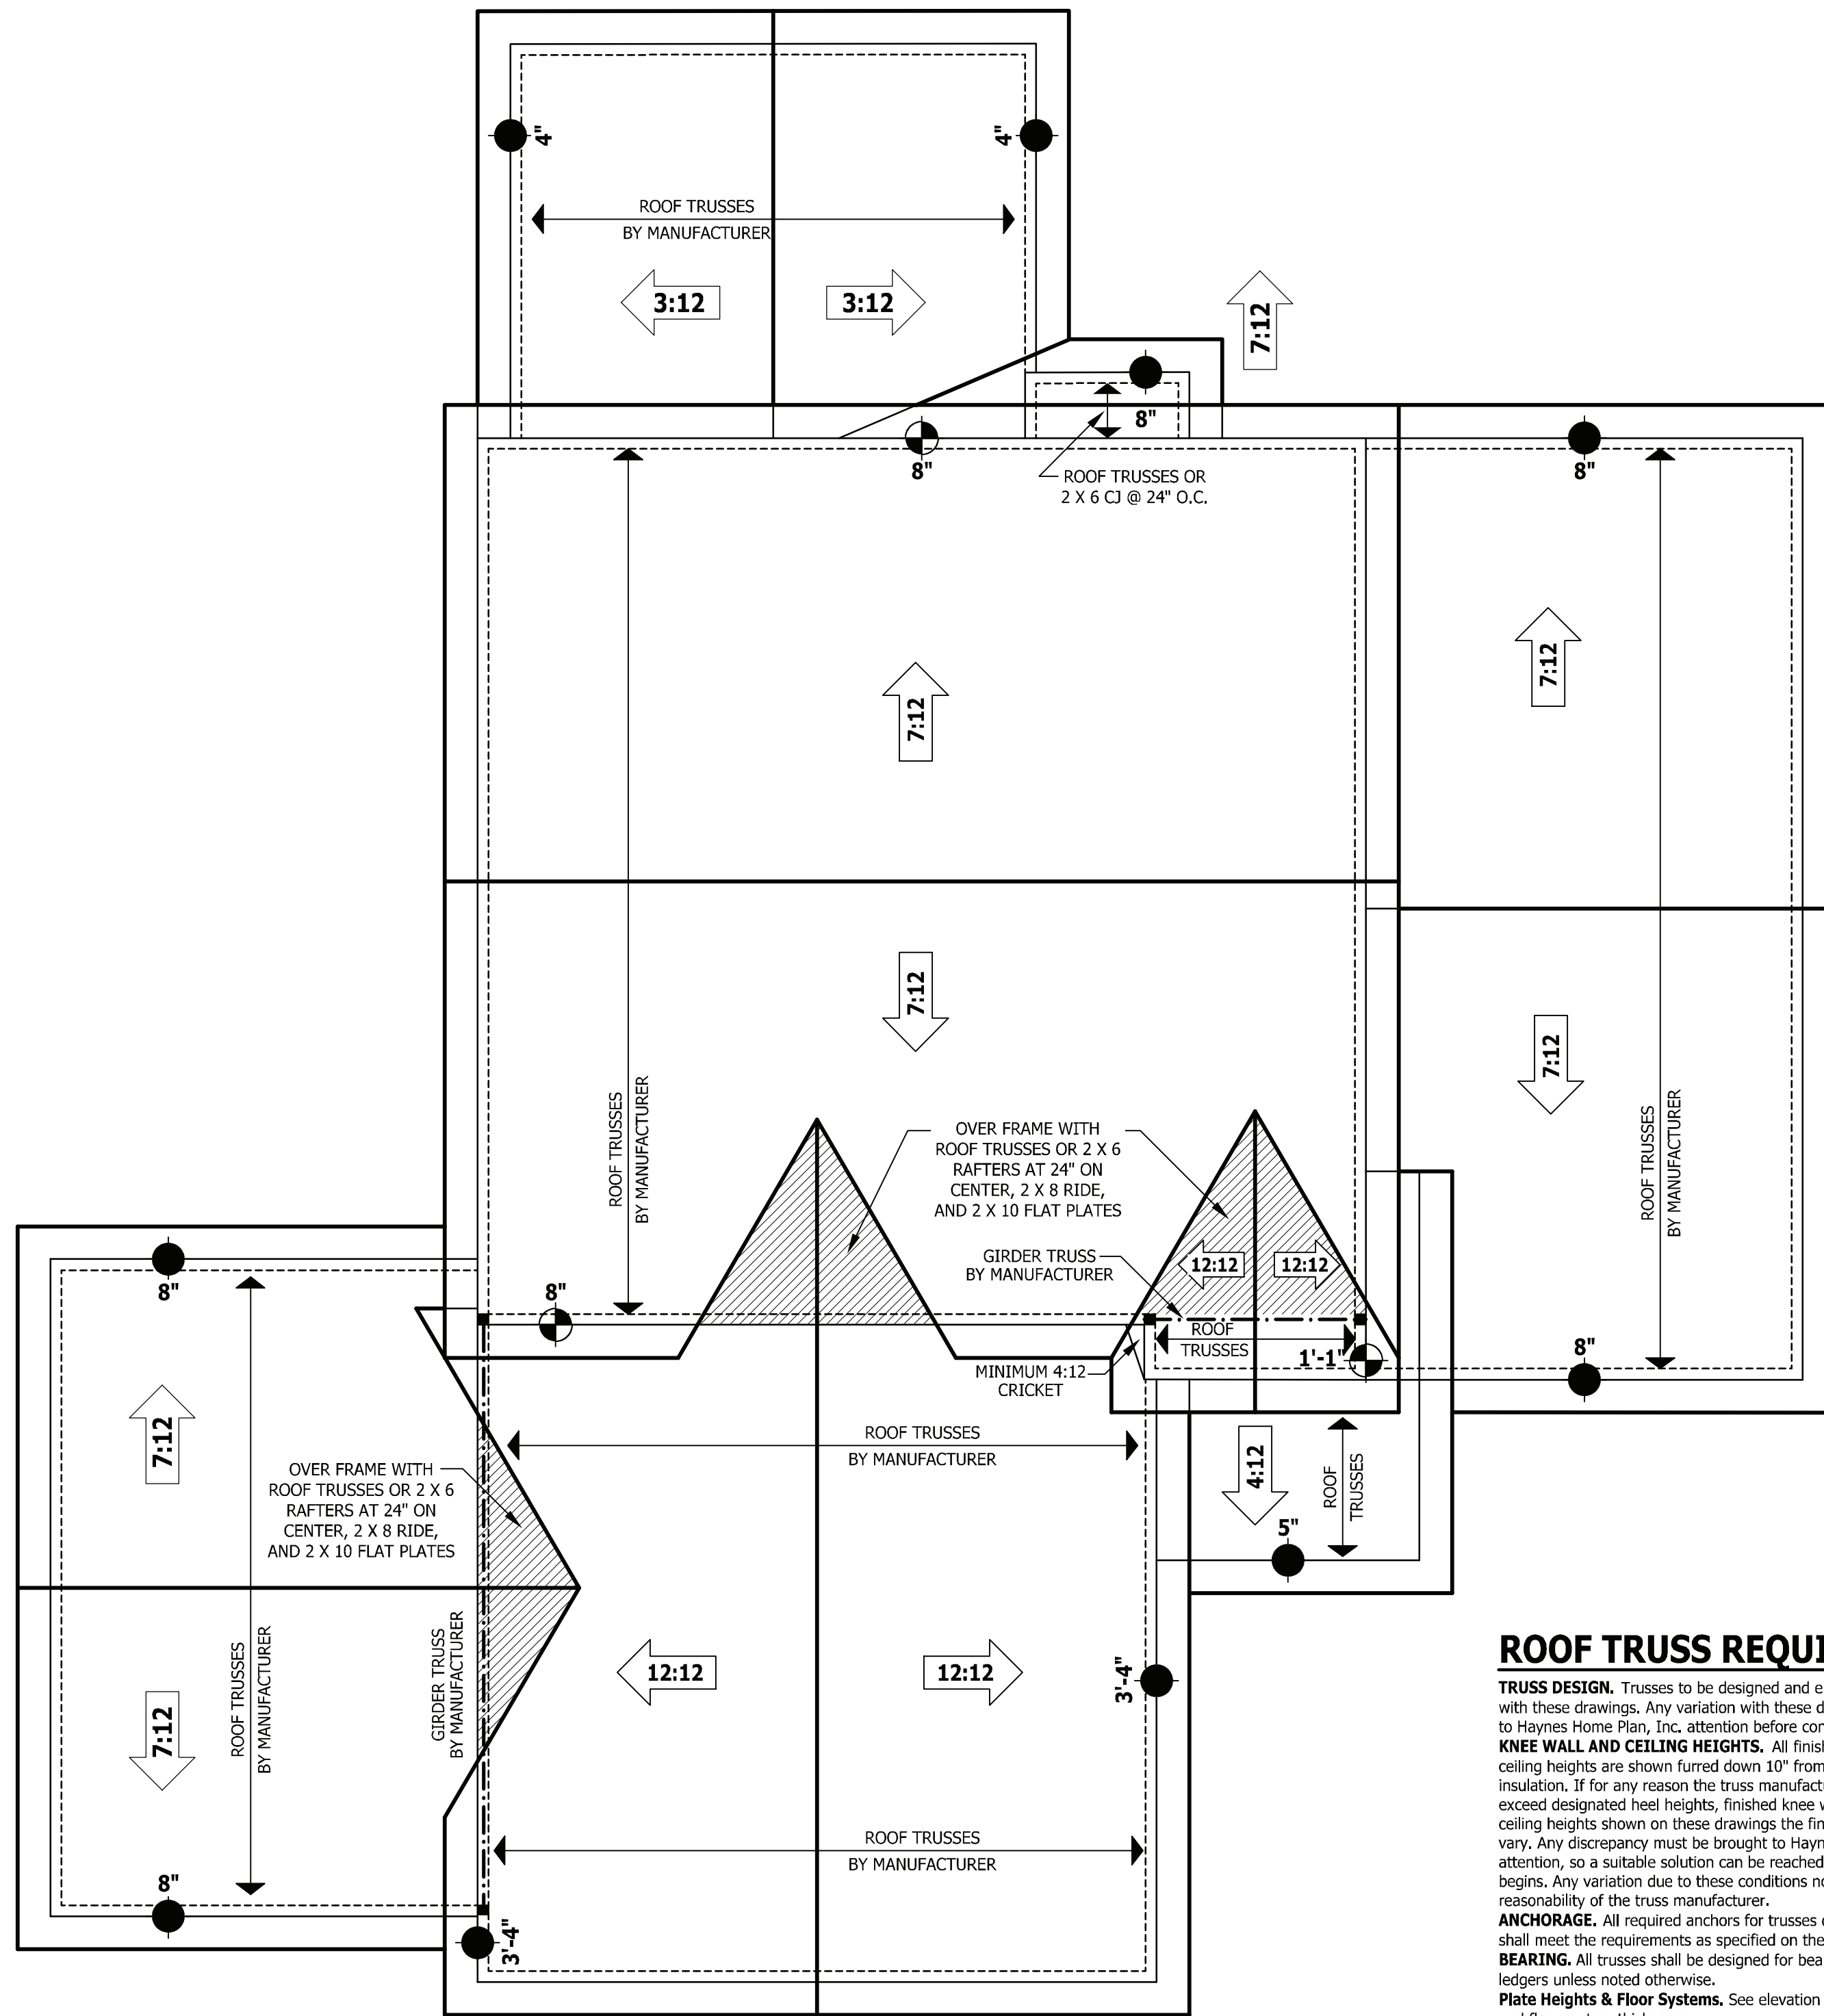 4"
4"
ROOF TRUSSES
BY MANUFACTURER
3:12
3:12
7:12
8"
8"
8"
ROOF TRUSSES OR
2 X 6 CJ @ 24" O.C.
7:12
7:12
7:12
7:12
ROOF TRUSSES
BY MANUFACTURER
ROOF TRUSSES
BY MANUFACTURER
OVER FRAME WITH
ROOF TRUSSES OR 2 X 6
RAFTERS AT 24" ON
CENTER, 2 X 8 RIDE,
AND 2 X 10 FLAT PLATES
GIRDER TRUSS
BY MANUFACTURER
12:12
12:12
8"
8"
ROOF
TRUSSES
1'-1"
8"
MINIMUM 4:12
CRICKET
ROOF TRUSSES
BY MANUFACTURER
7:12
4:12
ROOF
TRUSSES
OVER FRAME WITH
ROOF TRUSSES OR 2 X 6
RAFTERS AT 24" ON
CENTER, 2 X 8 RIDE,
AND 2 X 10 FLAT PLATES
5"
ROOF TRUSSES
BY MANUFACTURER
GIRDER TRUSS
BY MANUFACTURER
7:12
12:12
12:12
3'-4"
ROOF TRUSSES
BY MANUFACTURER
8"
3'-4"
ROOF TRUSS REQUI
TRUSS DESIGN. Trusses to be designed and e
with these drawings. Any variation with these d
to Haynes Home Plan, Inc. attention before con
KNEE WALL AND CEILING HEIGHTS. All finish
ceiling heights are shown furred down 10" from
insulation. If for any reason the truss manufactu
exceed designated heel heights, finished knee w
ceiling heights shown on these drawings the fin
vary. Any discrepancy must be brought to Hayn
attention, so a suitable solution can be reached
begins. Any variation due to these conditions no
reasonability of the truss manufacturer.
ANCHORAGE. All required anchors for trusses
shall meet the requirements as specified on the
BEARING. All trusses shall be designed for bea
ledgers unless noted otherwise.
Plate Heights & Floor Systems. See elevation